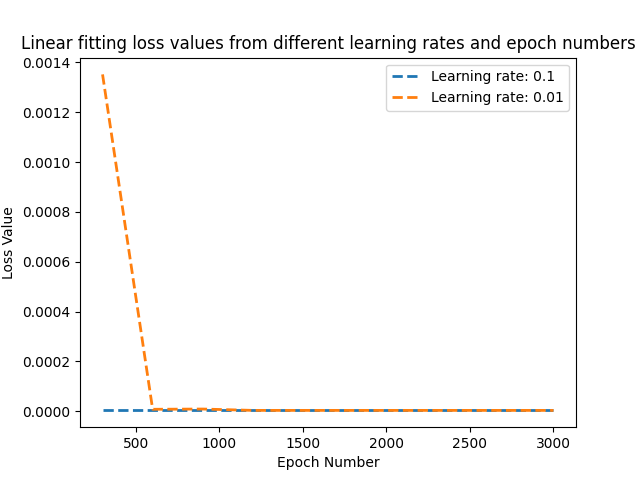 Linear fitting loss values from different learning rates and epoch numbers
Learning rate: 0.1
Learning rate: 0.01
Loss Value
0.0014
0.0012
0.0010
0.0008
0.0006
0.0004
0.0002
0.0000
500 1000 1500 2000 2500 3000
Epoch Number